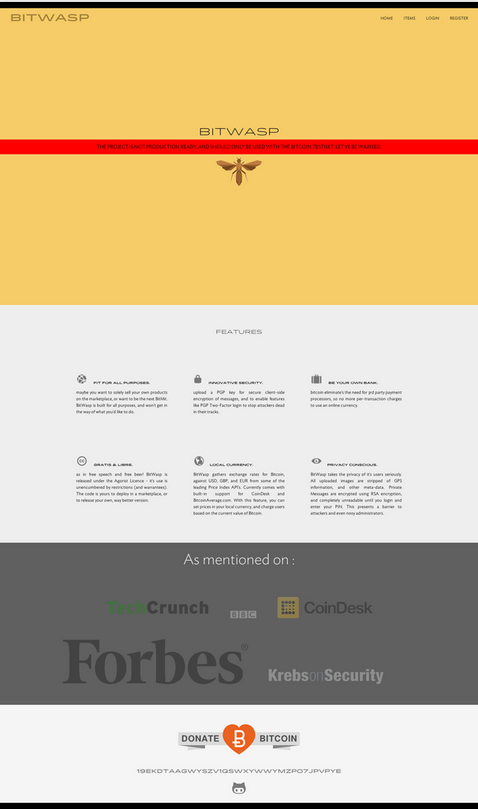 BITWASP
HOME ITEMS LOGIN REGISTER
BITWASP
THE PROJECT IS NOT PRODUCTION READY, AND SHOULD ONLY BE USED WITH THE BITCOIN TESTNET. LET YE BE WARNED.
FEATURES
FIT FOR ALL PURPOSES.
maybe you want to solely sell your own products
on the marketplace, or want to be the next BitMit.
BitWasp is built for all purposes, and won't get in
the way of what you'd like to do.
INNOVATIVE SECURITY.
upload a PGP key for secure client-side
encryption of messages, and to enable features
like PGP Two-Factor login to stop attackers dead
in their tracks.
BE YOUR OWN BANK.
bitcoin eliminate's the need for 3rd party payment
processors, so no more per-transaction charges
to use an online currency.
GRATIS & LIBRE.
as in free speech and free beer! BitWasp is
released under the Agorist Licence - it's use is
unencumbered by restrictions (and warrantees).
The code is yours to deploy in a marketplace, or
to release your own, way better version.
LOCAL CURRENCY.
BitWasp gathers exchange rates for Bitcoin,
against USD, GBP, and EUR from some of the
leading Price Index API's. Currently comes with
built-in support for CoinDesk and
BitcoinAverage.com. With this feature, you can
set prices in your local currency, and charge users
based on the current value of Bitcoin.
PRIVACY CONSCIOUS.
BitWasp takes the privacy of it's users seriously.
All uploaded images are stripped of GPS
information, and other meta-data. Private
Messages are encrypted using RSA encryption,
and completely unreadable until you login and
enter your PIN. This presents a barrier to
attackers and even nosy administrators.
As mentioned on :
TechCrunch
BBC
CoinDesk
Forbes®
KrebsonSecurity
DONATE BITCOIN